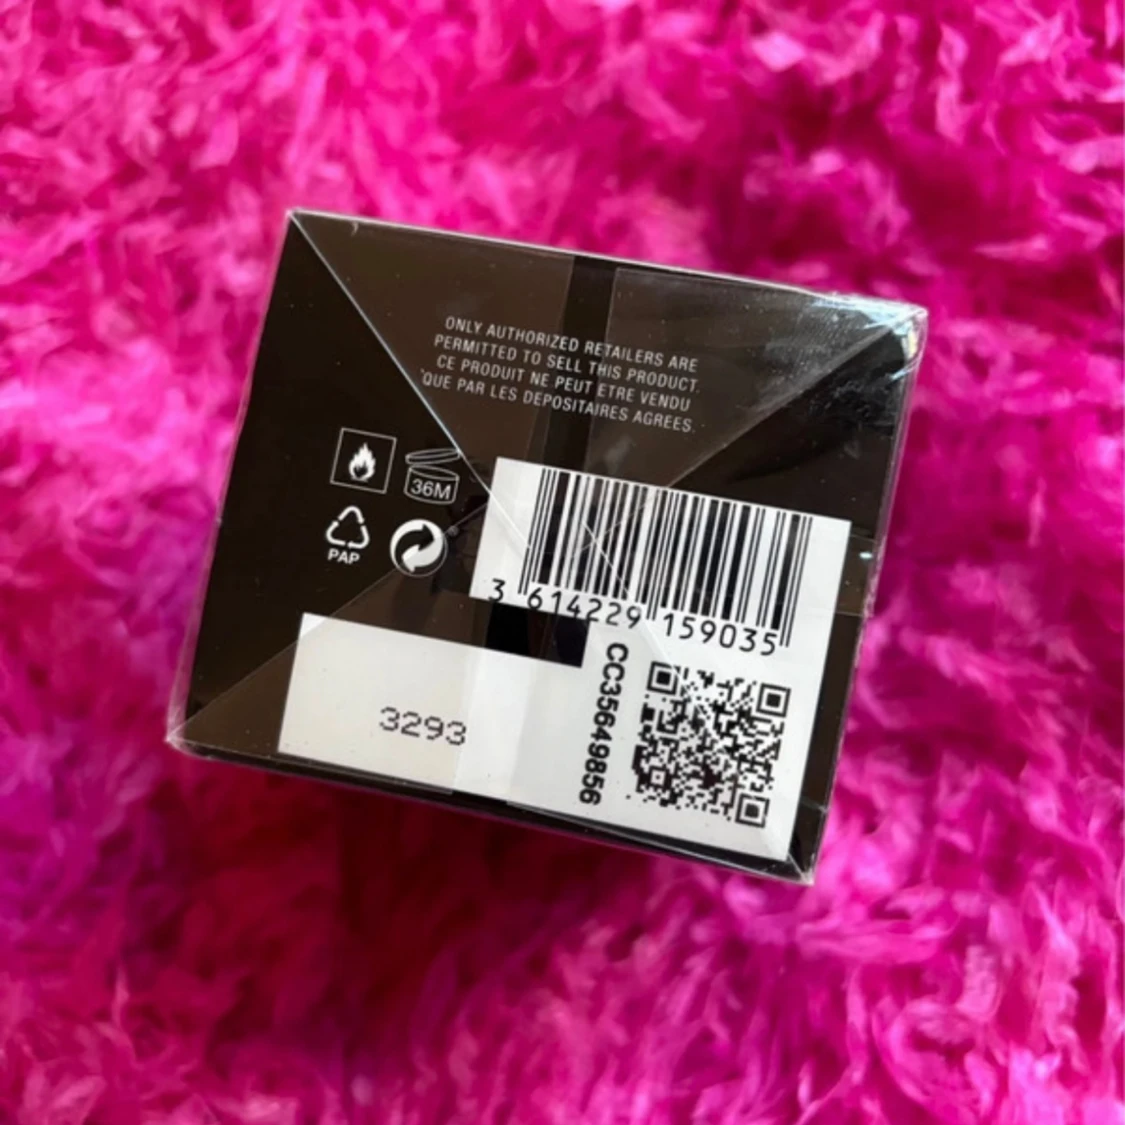 ONLY AUTHORIZED RETAILERS ARE
PERMITTED TO SELL THIS PRODUCT.
CE PRODUIT NE PEUT ETRE VENDU
QUE PAR LES DEPOSITAIRES AGREES.
36M
PAP
3 614229 159035
CC35649856
3293